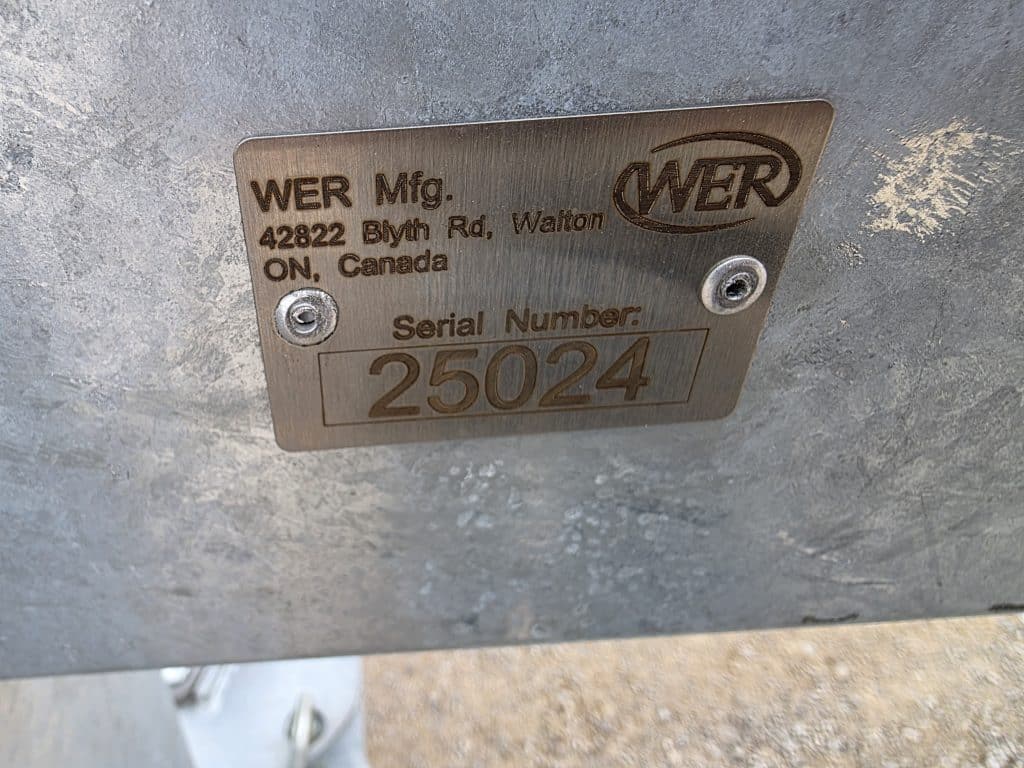 WER Mfg.
WER
42822 Blyth Rd, Walton
ON, Canada
Serial Number:
25024